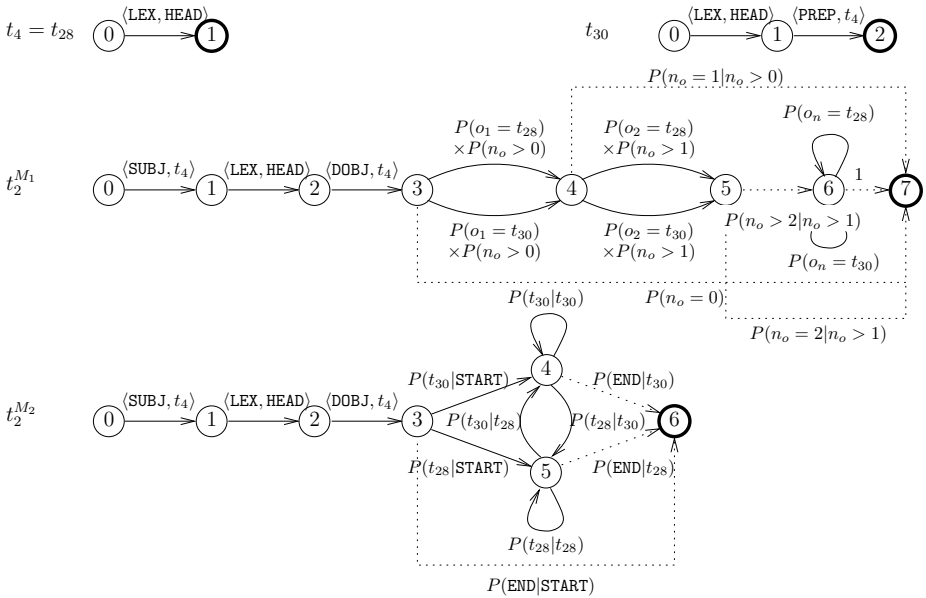 t₄ = t₂₈ 0 ⟨LEX, HEAD⟩ 1
t₃₀ 0 ⟨LEX, HEAD⟩ 1 ⟨PREP, t₄⟩ 2
P(nₒ = 1|nₒ > 0)
P(o₁ = t₂₈) P(o₂ = t₂₈) P(oₙ = t₂₈)
×P(nₒ > 0) ×P(nₒ > 1)
t₂^{M₁} 0 ⟨SUBJ, t₄⟩ 1 ⟨LEX, HEAD⟩ 2 ⟨DOBJ, t₄⟩ 3 4 5 6 1 7
P(nₒ > 2|nₒ > 1)
P(o₁ = t₃₀) P(o₂ = t₃₀)
×P(nₒ > 0) ×P(nₒ > 1)
P(oₙ = t₃₀)
P(nₒ = 0)
P(nₒ = 2|nₒ > 1)
P(t₃₀|t₃₀)
4
P(t₃₀|START) P(END|t₃₀)
t₂^{M₂} 0 ⟨SUBJ, t₄⟩ 1 ⟨LEX, HEAD⟩ 2 ⟨DOBJ, t₄⟩ 3 P(t₃₀|t₂₈) P(t₂₈|t₃₀) 6
P(t₂₈|START) P(END|t₂₈)
5
P(t₂₈|t₂₈)
P(END|START)